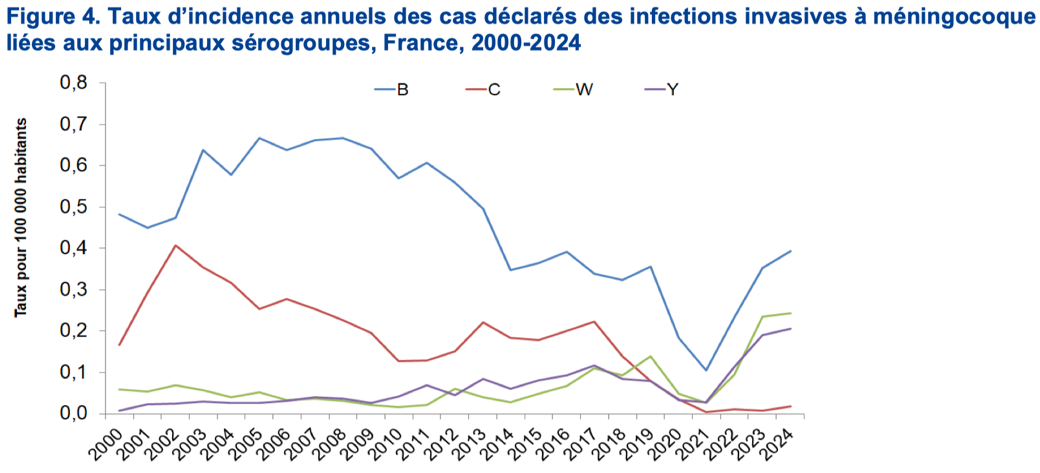 Figure 4. Taux d’incidence annuels des cas déclarés des infections invasives à méningocoque
liées aux principaux sérogroupes, France, 2000-2024
B C W Y
Taux pour 100 000 habitants
0,8
0,7
0,6
0,5
0,4
0,3
0,2
0,1
0,0
2000 2001 2002 2003 2004 2005 2006 2007 2008 2009 2010 2011 2012 2013 2014 2015 2016 2017 2018 2019 2020 2021 2022 2023 2024